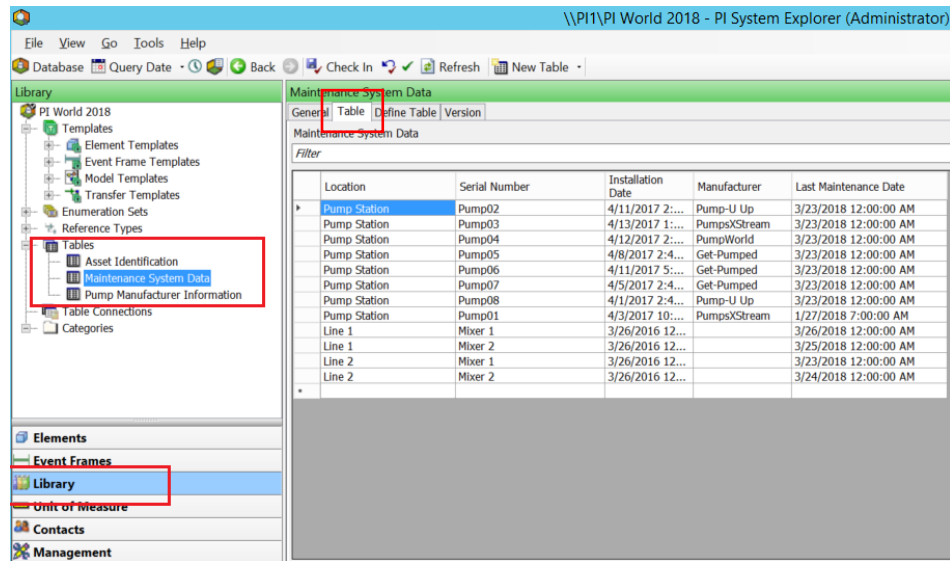 \\PI1\PI World 2018 - PI System Explorer (Administrator)
File View Go Tools Help
Database Query Date Back Check In Refresh New Table
Library
PI World 2018
Templates
Element Templates
Event Frame Templates
Model Templates
Transfer Templates
Enumeration Sets
Reference Types
Tables
Asset Identification
Maintenance System Data
Pump Manufacturer Information
Table Connections
Categories
Elements
Event Frames
Library
Unit of Measure
Contacts
Management
Maintenance System Data
General Table Define Table Version
Maintenance System Data
Filter
Location Serial Number Installation Date Manufacturer Last Maintenance Date
Pump Station Pump02 4/11/2017 2:... Pump-U Up 3/23/2018 12:00:00 AM
Pump Station Pump03 4/13/2017 1:... PumpsXStream 3/23/2018 12:00:00 AM
Pump Station Pump04 4/12/2017 2:... PumpWorld 3/23/2018 12:00:00 AM
Pump Station Pump05 4/8/2017 2:4... Get-Pumped 3/23/2018 12:00:00 AM
Pump Station Pump06 4/11/2017 5:... Get-Pumped 3/23/2018 12:00:00 AM
Pump Station Pump07 4/5/2017 2:4... Get-Pumped 3/23/2018 12:00:00 AM
Pump Station Pump08 4/1/2017 2:4... Pump-U Up 3/23/2018 12:00:00 AM
Pump Station Pump01 4/3/2017 10:... PumpsXStream 1/27/2018 7:00:00 AM
Line 1 Mixer 1 3/26/2016 12... 3/26/2018 12:00:00 AM
Line 1 Mixer 2 3/26/2016 12... 3/25/2018 12:00:00 AM
Line 2 Mixer 1 3/26/2016 12... 3/23/2018 12:00:00 AM
Line 2 Mixer 2 3/26/2016 12... 3/24/2018 12:00:00 AM